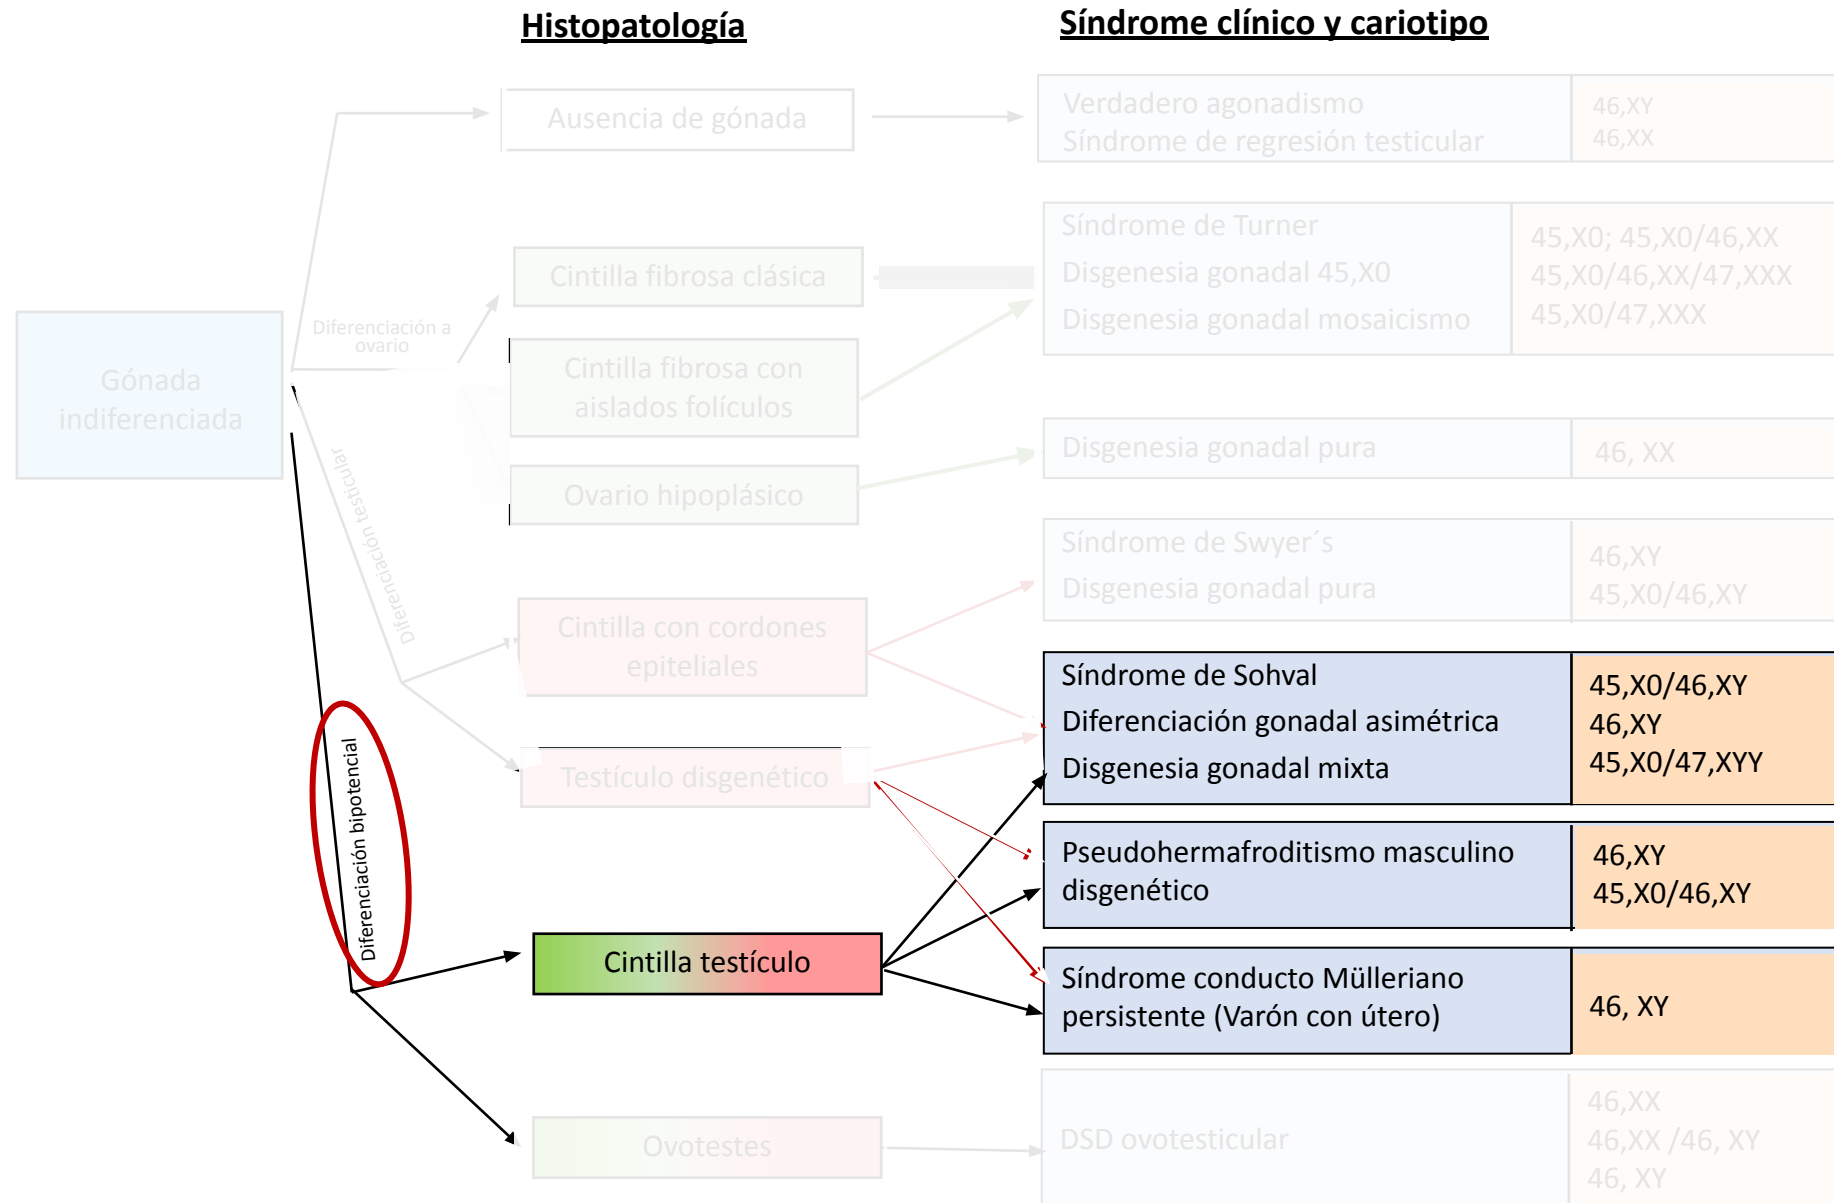 Histopatología
Síndrome clínico y cariotipo
Gónada
indiferenciada
Diferenciación a
ovario
Diferenciación testicular
Diferenciación bipotencial
Ausencia de gónada
Verdadero agonadismo
Síndrome de regresión testicular
46,XY
46,XX
Cintilla fibrosa clásica
Cintilla fibrosa con
aislados folículos
Síndrome de Turner
Disgenesia gonadal 45,X0
Disgenesia gonadal mosaicismo
45,X0; 45,X0/46,XX
45,X0/46,XX/47,XXX
45,X0/47,XXX
Ovario hipoplásico
Disgenesia gonadal pura
46, XX
Cintilla con cordones
epiteliales
Síndrome de Swyer´s
Disgenesia gonadal pura
46,XY
45,X0/46,XY
Testículo disgenético
Síndrome de Sohval
Diferenciación gonadal asimétrica
Disgenesia gonadal mixta
45,X0/46,XY
46,XY
45,X0/47,XYY
Pseudohermafroditismo masculino
disgenético
46,XY
45,X0/46,XY
Cintilla testículo
Síndrome conducto Mülleriano
persistente (Varón con útero)
46, XY
Ovotestes
DSD ovotesticular
46,XX
46,XX /46, XY
46, XY